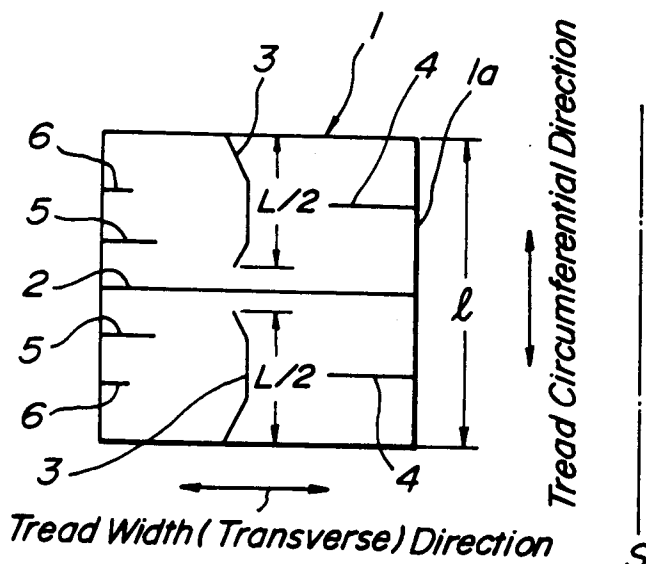 1
3
4
1a
6
L/2
5
2
ℓ
5
L/2
6
3
4
Tread Width (Transverse) Direction
Tread Circumferential Direction
S